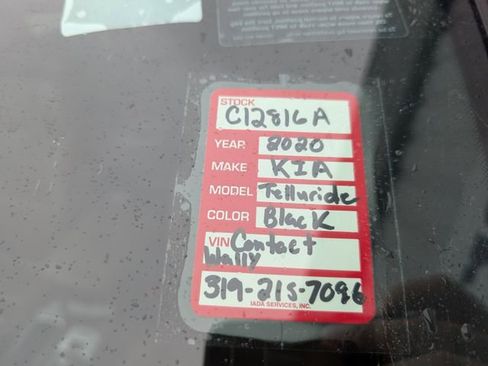 STOCK
C12816A
YEAR 2020
MAKE KIA
MODEL Telluride
COLOR Black
VIN Contact
Wally
319-215-7096
IADA SERVICES, INC.